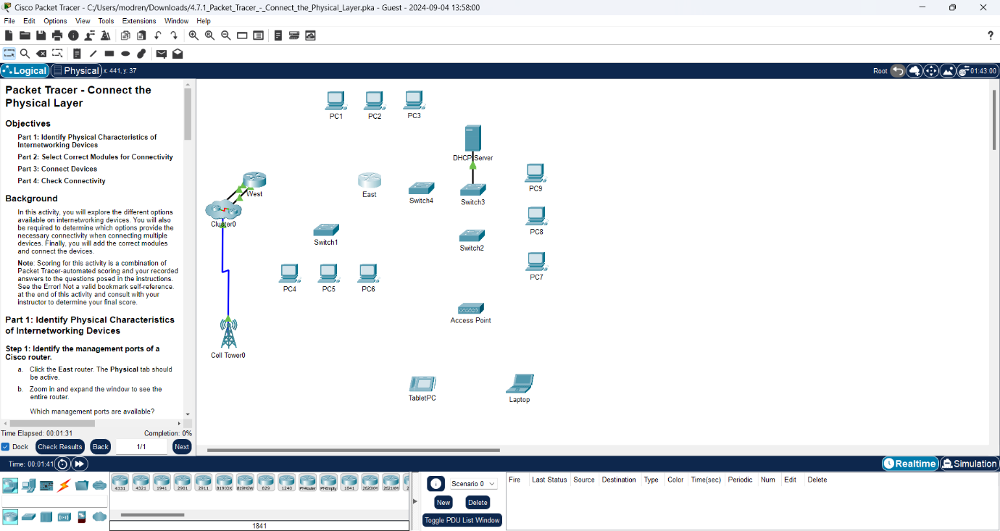 Cisco Packet Tracer - C:/Users/modren/Downloads/4.7.1_Packet_Tracer_-_Connect_the_Physical_Layer.pka - Guest - 2024-09-04 13:58:00
File Edit Options View Tools Extensions Window Help
?
Logical Physical x: 441, y: 37 Root 01:43:00
Packet Tracer - Connect the
Physical Layer
Objectives
Part 1: Identify Physical Characteristics of
Internetworking Devices
Part 2: Select Correct Modules for Connectivity
Part 3: Connect Devices
Part 4: Check Connectivity
Background
In this activity, you will explore the different options
available on internetworking devices. You will also
be required to determine which options provide the
necessary connectivity when connecting multiple
devices. Finally, you will add the correct modules
and connect the devices.
Note: Scoring for this activity is a combination of
Packet Tracer-automated scoring and your recorded
answers to the questions posed in the instructions.
See the Error! Not a valid bookmark self-reference.
at the end of this activity and consult with your
instructor to determine your final score.
Part 1: Identify Physical Characteristics
of Internetworking Devices
Step 1: Identify the management ports of a
Cisco router.
a. Click the East router. The Physical tab should
be active.
b. Zoom in and expand the window to see the
entire router.
Which management ports are available?
Time Elapsed: 00:01:31 Completion: 0%
Dock Check Results Back 1/1 Next
PC1 PC2 PC3
DHCP Server
West East Switch4 Switch3 PC9
Cluster0
Switch1 Switch2 PC8
PC4 PC5 PC6 PC7
Access Point
Cell Tower0
TabletPC Laptop
Time: 00:01:41 Realtime Simulation
4331 4321 1941 2901 2911 819IOX 819HGW 829 1240 PT-Router PT-Empty 1841 2620XM 2621XM 2
1841
Scenario 0
New Delete
Toggle PDU List Window
Fire Last Status Source Destination Type Color Time(sec) Periodic Num Edit Delete